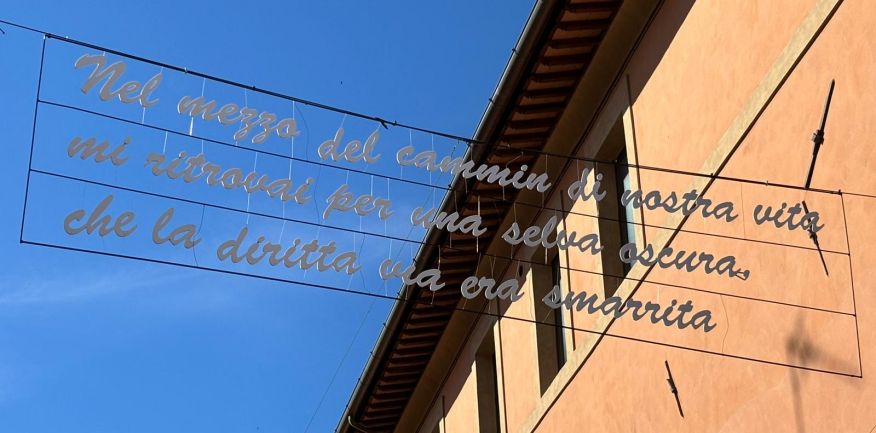 Nel mezzo del cammin di nostra vita
mi ritrovai per una selva oscura,
che la diritta via era smarrita